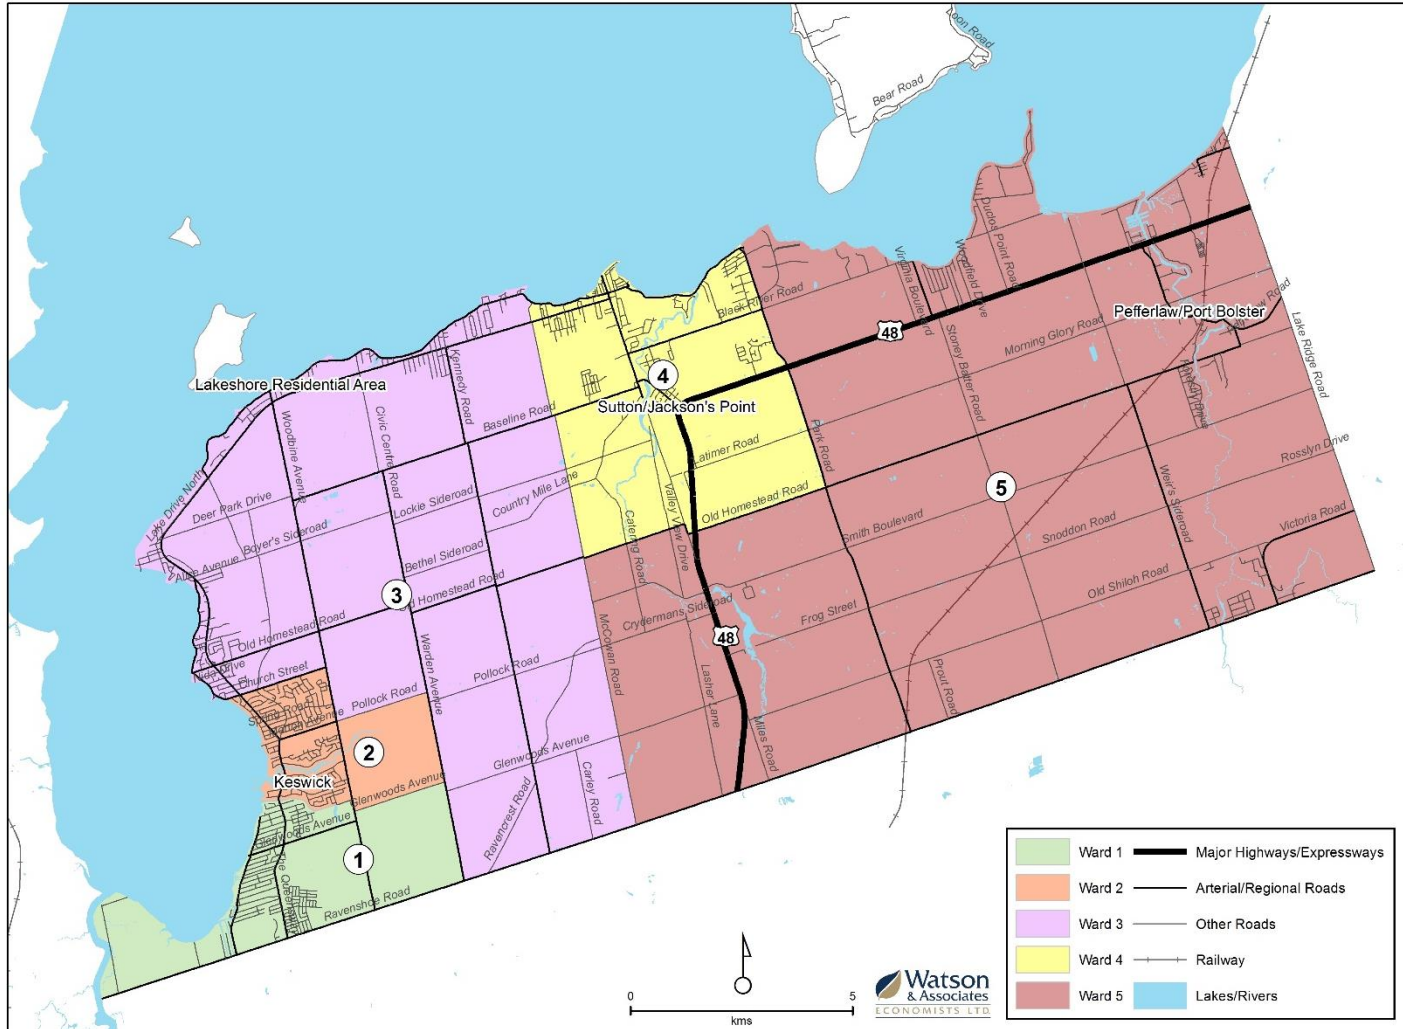 Loon Road
Bear Road
Duclos Point Road
Woodfield Drive
Virginia Boulevard
Black River Road
48
Pefferlaw/Port Bolster
Morning Glory Road
Stoney Batter Road
Lake Ridge Road
Kennedy Road
Lakeshore Residential Area
4
Sutton/Jackson's Point
Baseline Road
Civic Centre Road
Woodbine Avenue
Latimer Road
Park Road
Rosslyn Drive
Lake Drive North
Deer Park Drive
Lockie Sideroad
Country Mile Lane
Valley View Drive
Old Homestead Road
5
Weir's Sideroad
Victoria Road
Boyer's Sideroad
Alice Avenue
Bethel Sideroad
Catering Road
Smith Boulevard
Snoddon Road
3
Old Homestead Road
Old Homestead Road
Crydermans Sideroad
Frog Street
Old Shiloh Road
48
McCowan Road
Warden Avenue
Pollock Road
Church Street
Pollock Road
Lasher Lane
Miles Road
Prout Road
2
Keswick
Glenwoods Avenue
Glenwoods Avenue
Carley Road
Ravencrest Road
Glenwoods Avenue
1
The Queensway
Ravenshoe Road
Ward 1 Major Highways/Expressways
Ward 2 Arterial/Regional Roads
Ward 3 Other Roads
Ward 4 Railway
Ward 5 Lakes/Rivers
0 5
kms
Watson
& Associates
ECONOMISTS LTD.